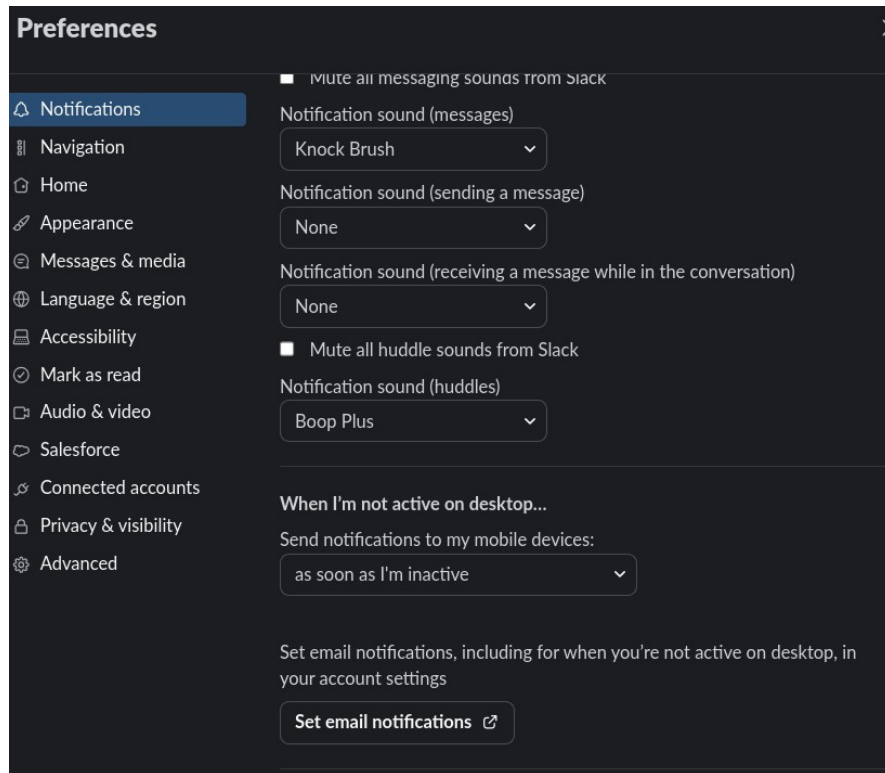 Preferences
Notifications
Navigation
Home
Appearance
Messages & media
Language & region
Accessibility
Mark as read
Audio & video
Salesforce
Connected accounts
Privacy & visibility
Advanced
Mute all messaging sounds from Slack
Notification sound (messages)
Knock Brush
Notification sound (sending a message)
None
Notification sound (receiving a message while in the conversation)
None
Mute all huddle sounds from Slack
Notification sound (huddles)
Boop Plus
When I'm not active on desktop...
Send notifications to my mobile devices:
as soon as I'm inactive
Set email notifications, including for when you're not active on desktop, in
your account settings
Set email notifications